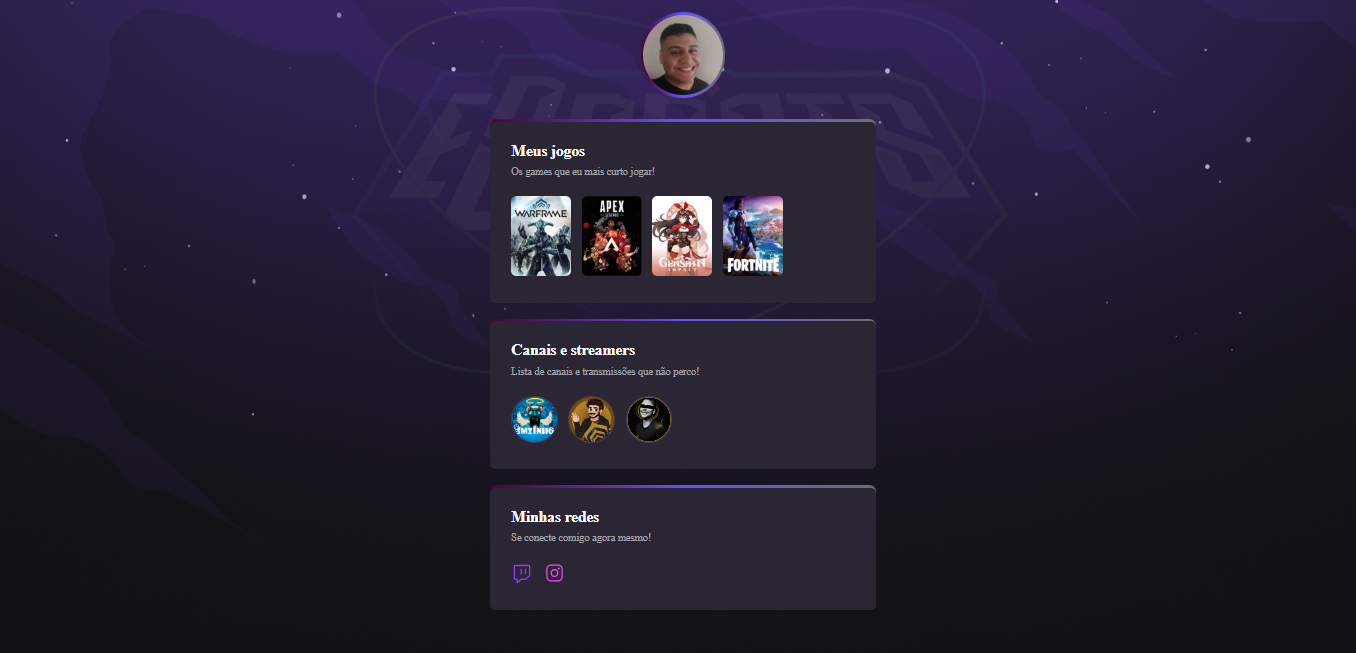 ESPORTS
Meus jogos
Os games que eu mais curto jogar!
WARFRAME
APEX
LEGENDS
GENSHIN
IMPACT
FORTNITE
Canais e streamers
Lista de canais e transmissões que não perco!
Minhas redes
Se conecte comigo agora mesmo!